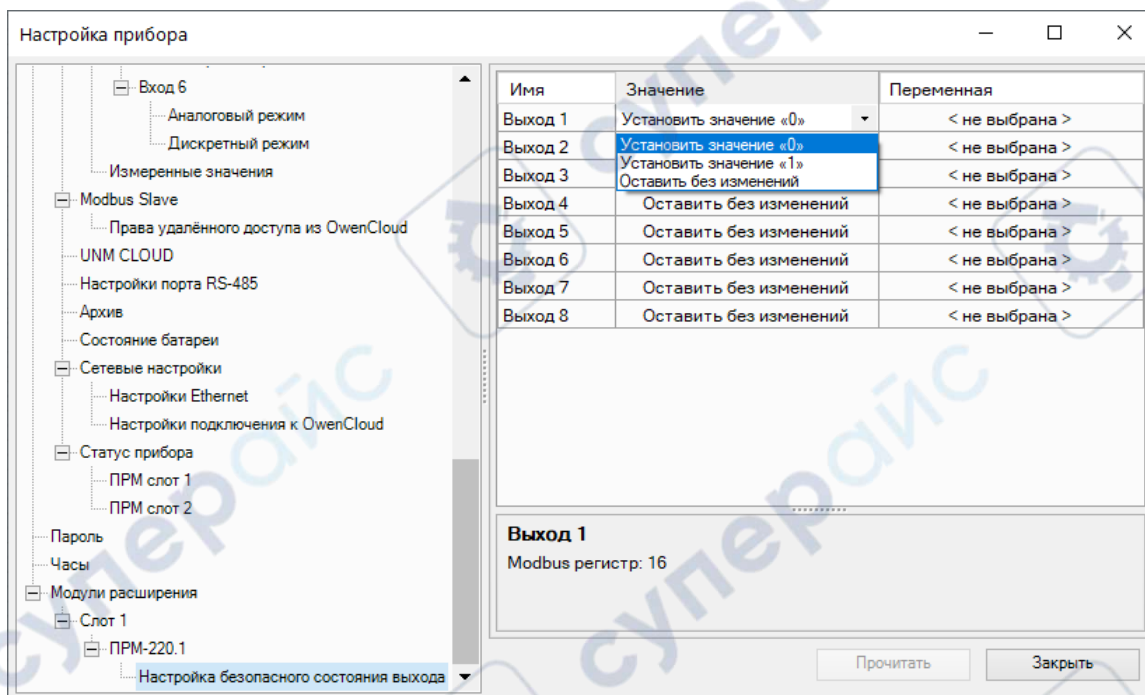 Настройка прибора
Вход 6
Аналоговый режим
Дискретный режим
Измеренные значения
Modbus Slave
Права удалённого доступа из OwenCloud
UNM CLOUD
Настройки порта RS-485
Архив
Состояние батареи
Сетевые настройки
Настройки Ethernet
Настройки подключения к OwenCloud
Статус прибора
ПРМ слот 1
ПРМ слот 2
Пароль
Часы
Модули расширения
Слот 1
ПРМ-220.1
Настройка безопасного состояния выхода
Имя Значение Переменная
Выход 1 Установить значение «0» < не выбрана >
Выход 2 Установить значение «0» < не выбрана >
Установить значение «1»
Выход 3 Оставить без изменений < не выбрана >
Выход 4 Оставить без изменений < не выбрана >
Выход 5 Оставить без изменений < не выбрана >
Выход 6 Оставить без изменений < не выбрана >
Выход 7 Оставить без изменений < не выбрана >
Выход 8 Оставить без изменений < не выбрана >
Выход 1
Modbus регистр: 16
Прочитать Закрыть
суперайс
суперайс
суперайс
суперайс